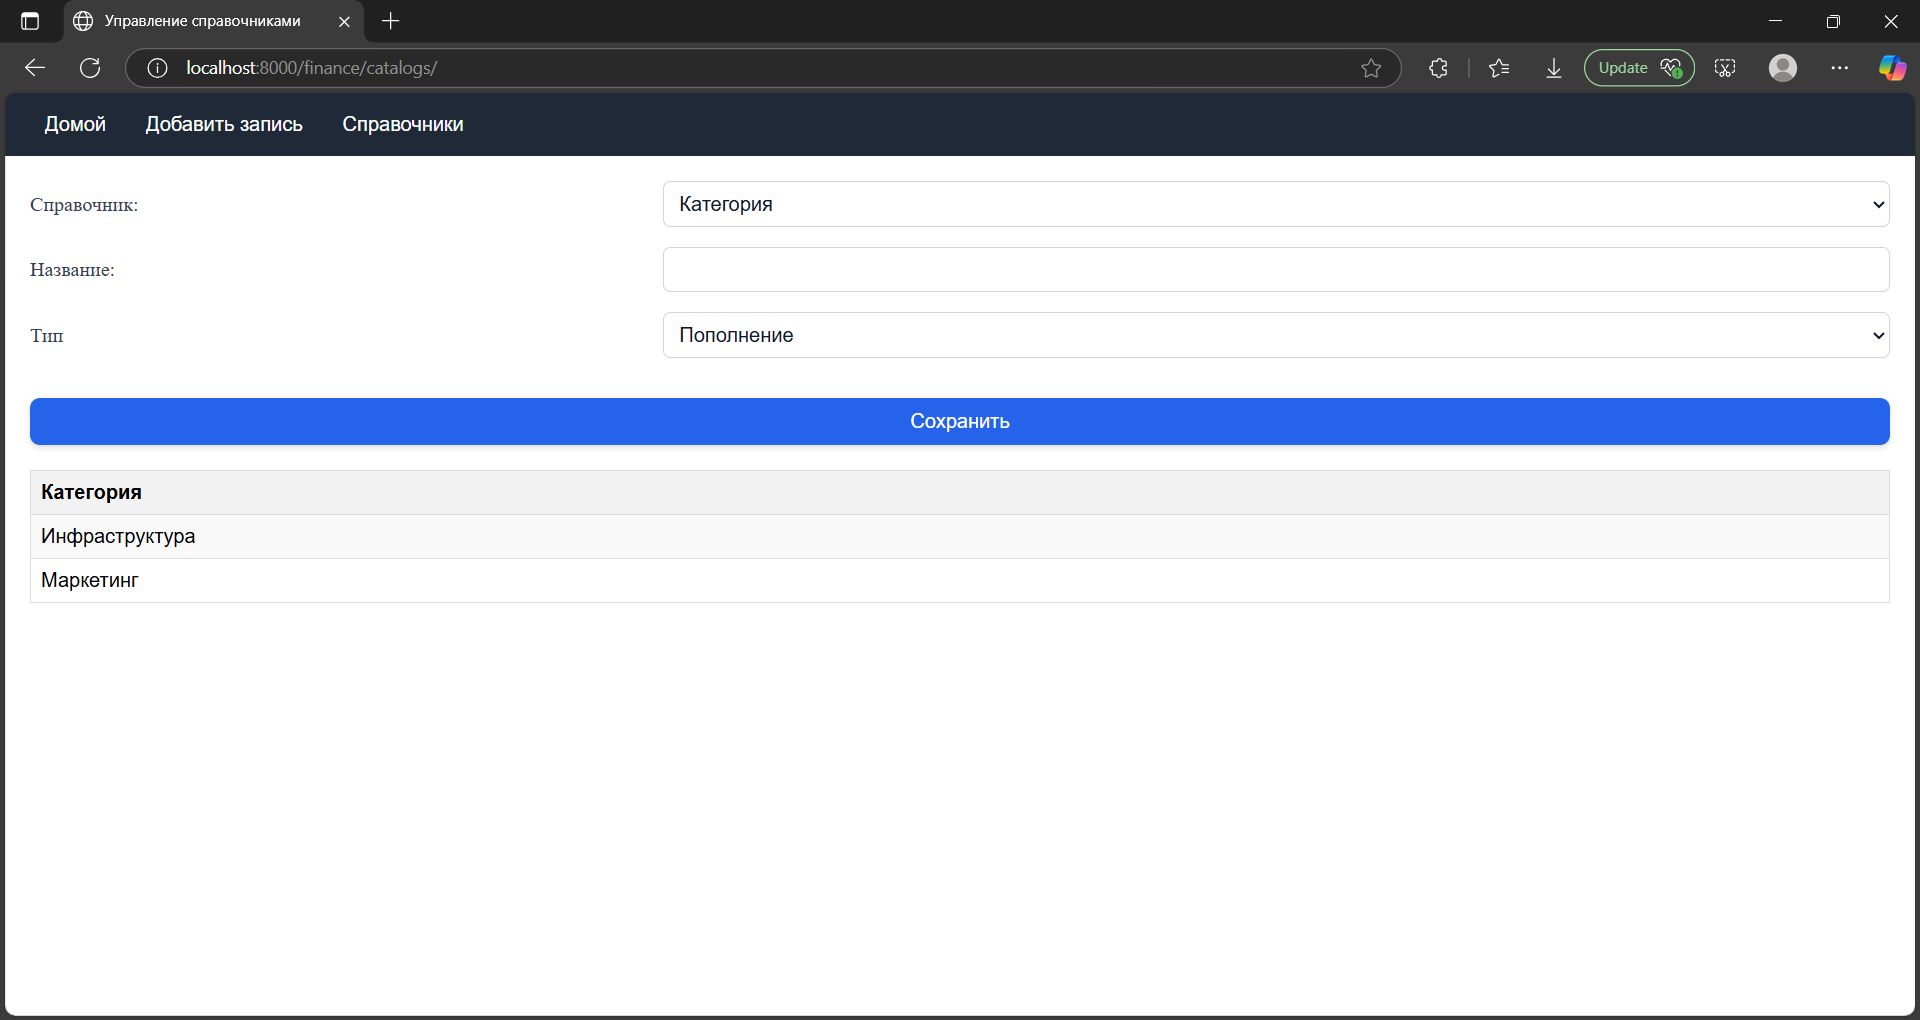 Управление справочниками
localhost:8000/finance/catalogs/
Update
Домой Добавить запись Справочники
Справочник: Категория
Название:
Тип Пополнение
Сохранить
Категория
Инфраструктура
Маркетинг